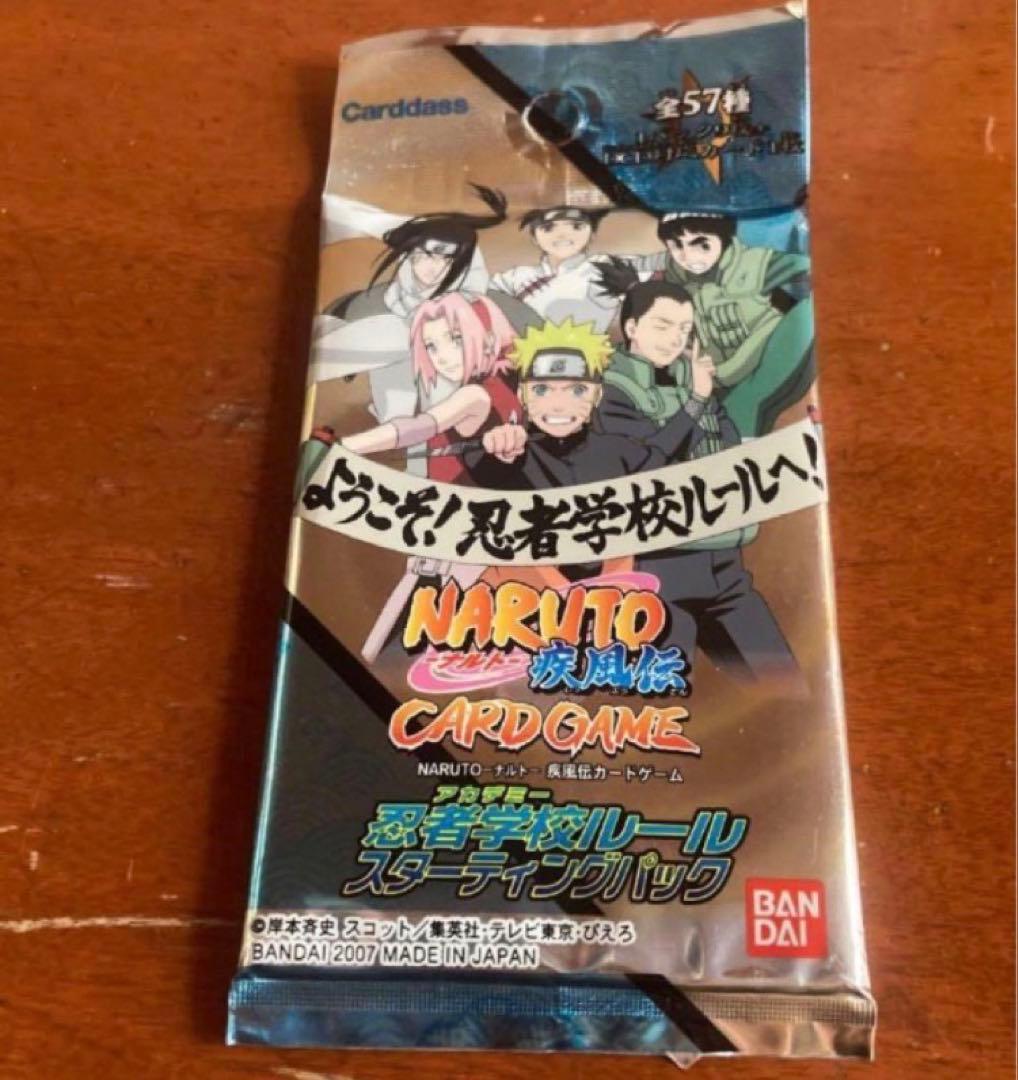 Carddass
全57種
ようこそ!忍者学校ルールへ!
NARUTO
-ナルト-
疾風伝
CARD GAME
NARUTO-ナルト- 疾風伝カードゲーム
アカデミー
忍者学校ルール
スターティングパック
BAN
DAI
©岸本斉史 スコット/集英社・テレビ東京・ぴえろ
BANDAI 2007 MADE IN JAPAN